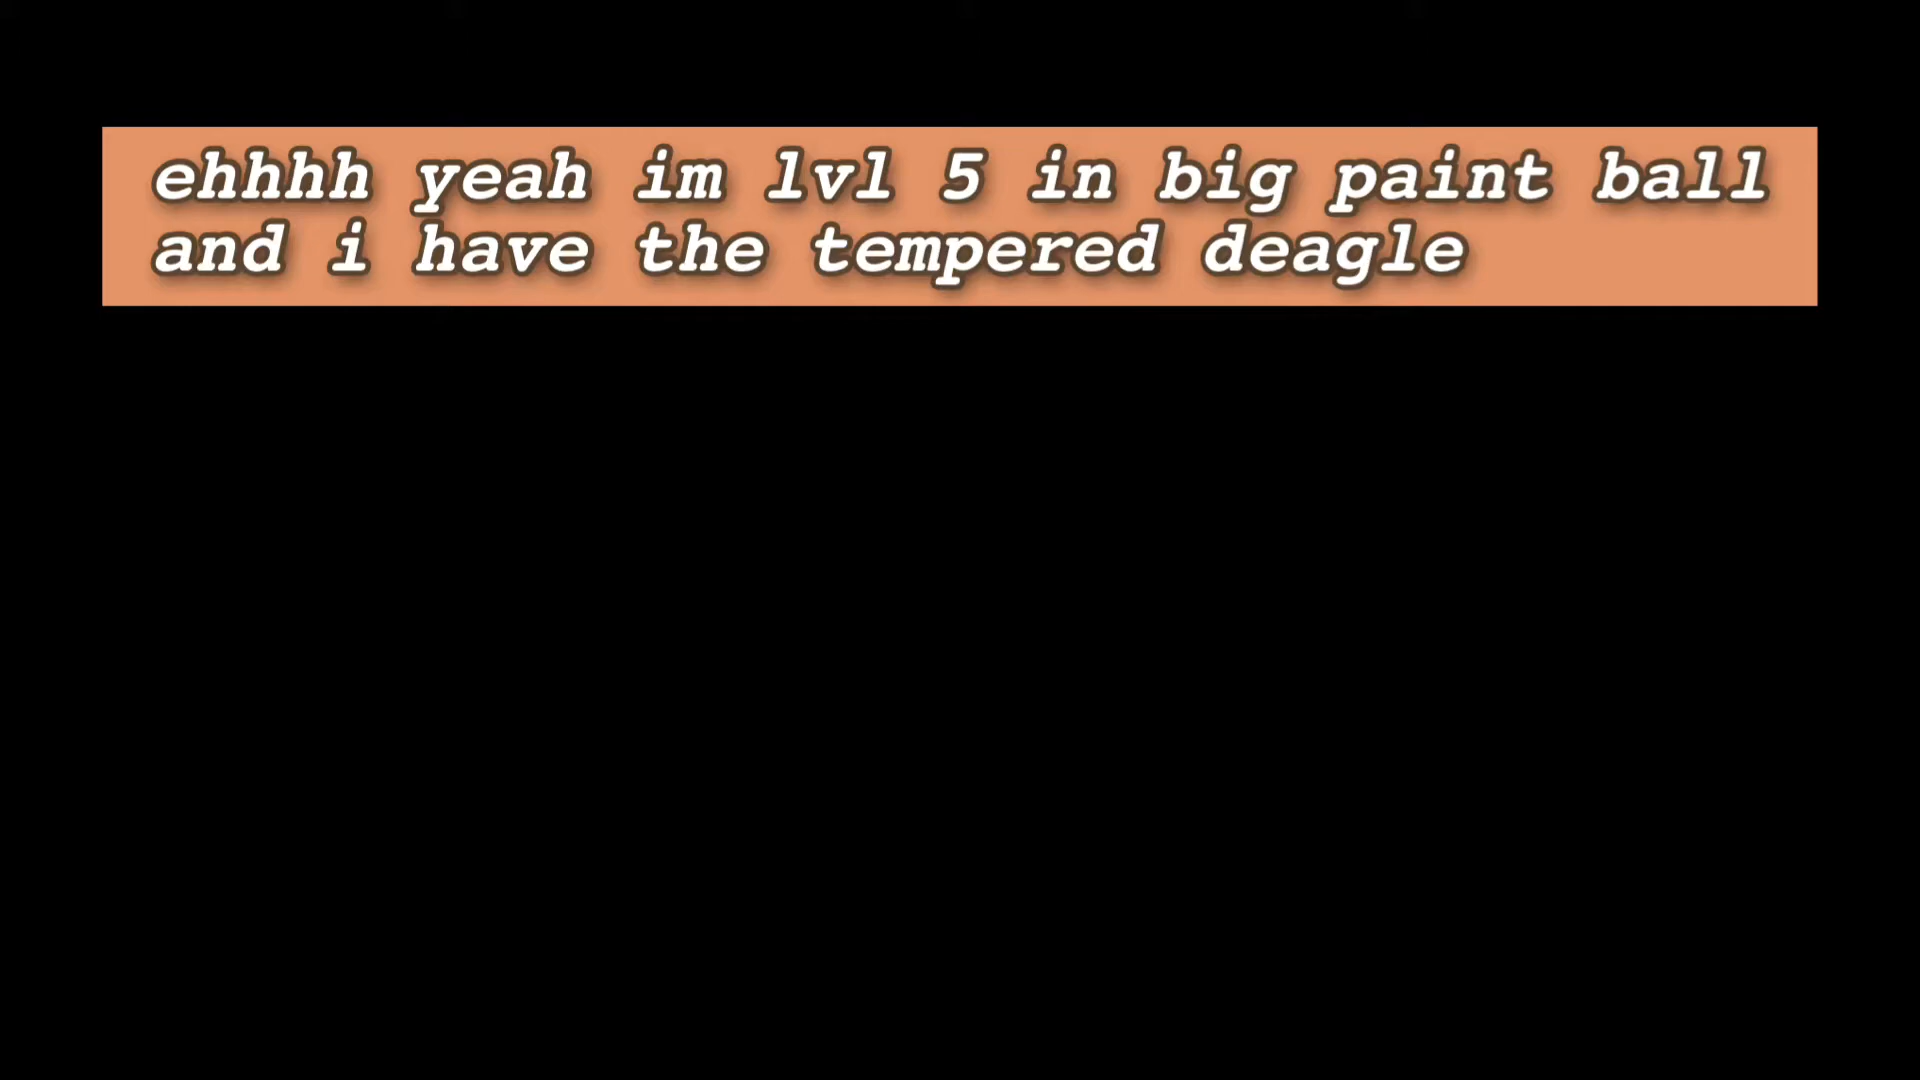 ehhhh yeah im lvl 5 in big paint ball
and i have the tempered deagle